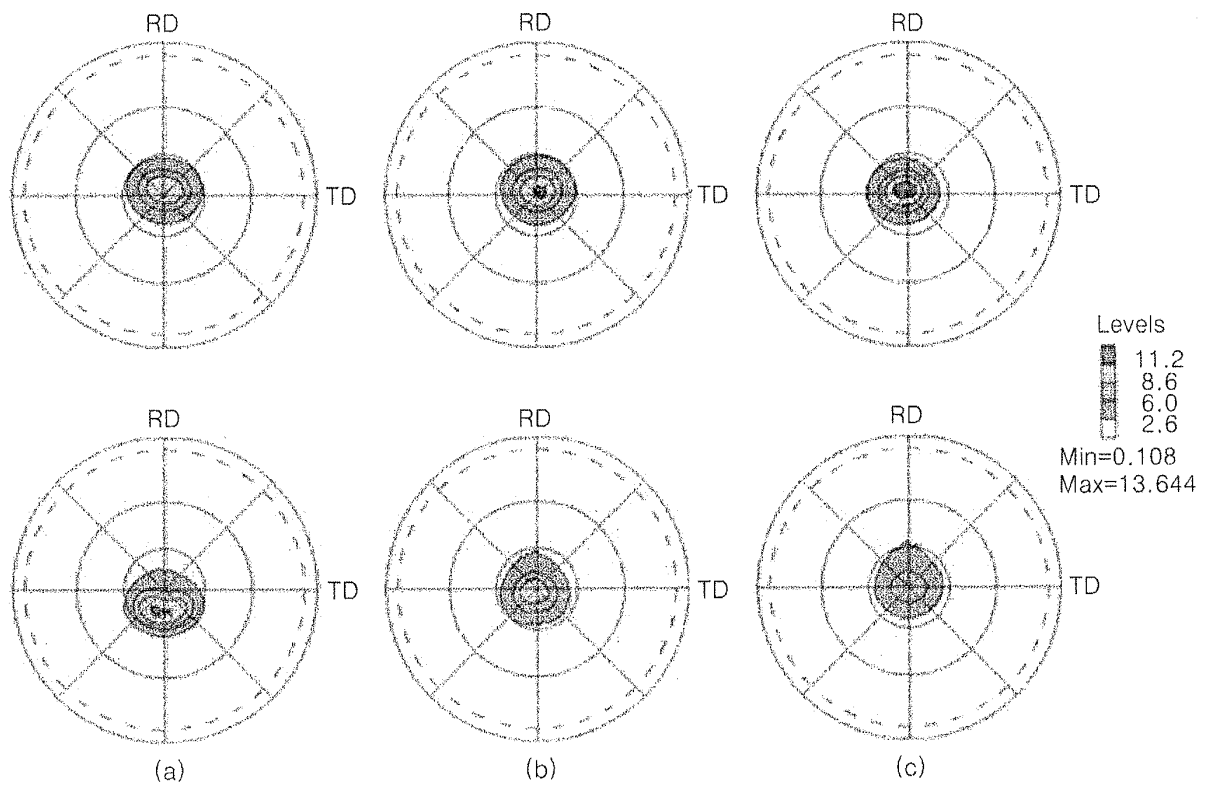 RD
RD
RD
TD
TD
TD
Levels
11.2
8.6
6.0
2.6
Min=0.108
Max=13.644
RD
RD
RD
TD
TD
TD
(a)
(b)
(c)